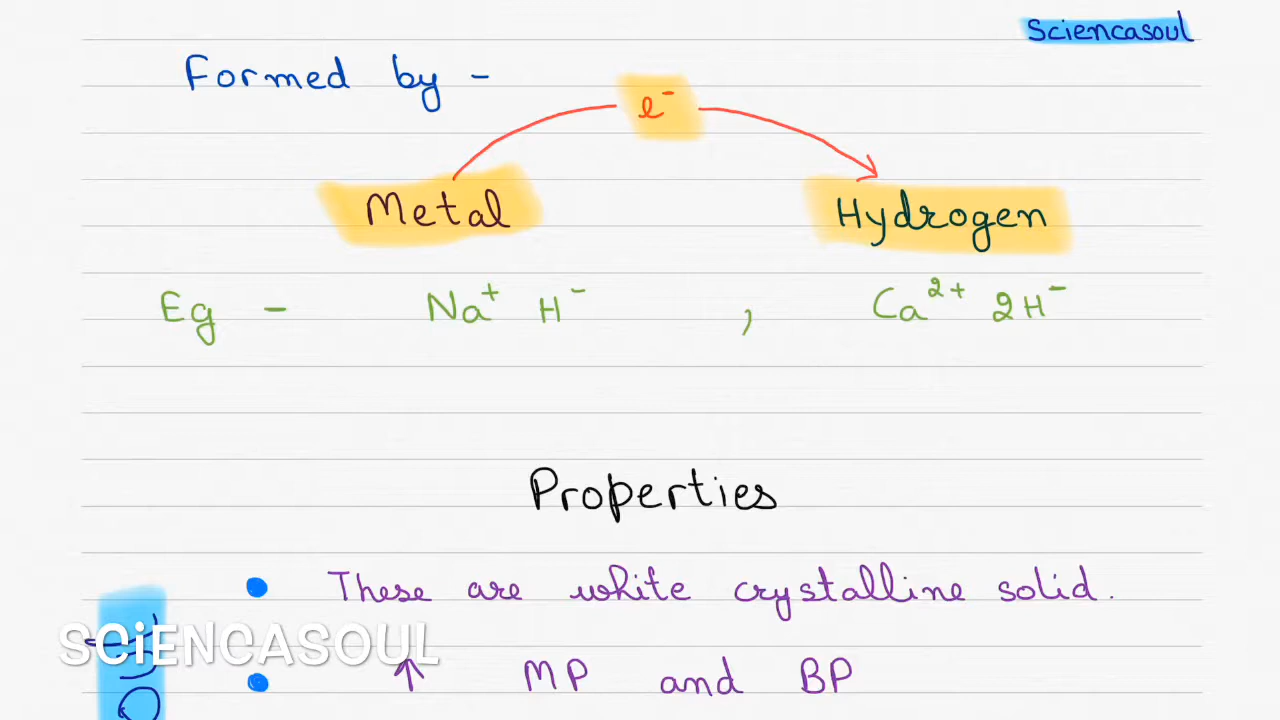 Sciencasoul
Formed by -
e⁻
Metal Hydrogen
Eg - Na⁺ H⁻ , Ca²⁺ 2H⁻
Properties
• These are white crystalline solid.
SCiENCASOUL
• ↑ MP and BP